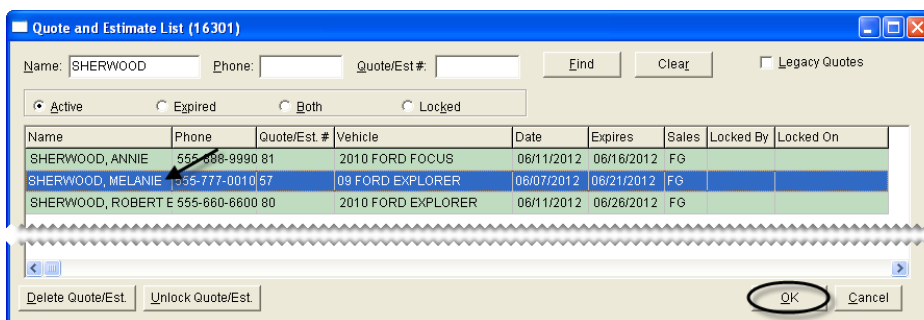 Quote and Estimate List (16301)
Name: SHERWOOD Phone: Quote/Est #: Find Clear Legacy Quotes
Active Expired Both Locked
Name Phone Quote/Est. # Vehicle Date Expires Sales Locked By Locked On
SHERWOOD, ANNIE 555-888-9990 81 2010 FORD FOCUS 06/11/2012 06/16/2012 FG
SHERWOOD, MELANIE 555-777-0010 57 09 FORD EXPLORER 06/07/2012 06/21/2012 FG
SHERWOOD, ROBERT E 555-660-6600 80 2010 FORD EXPLORER 06/11/2012 06/26/2012 FG
Delete Quote/Est. Unlock Quote/Est. OK Cancel